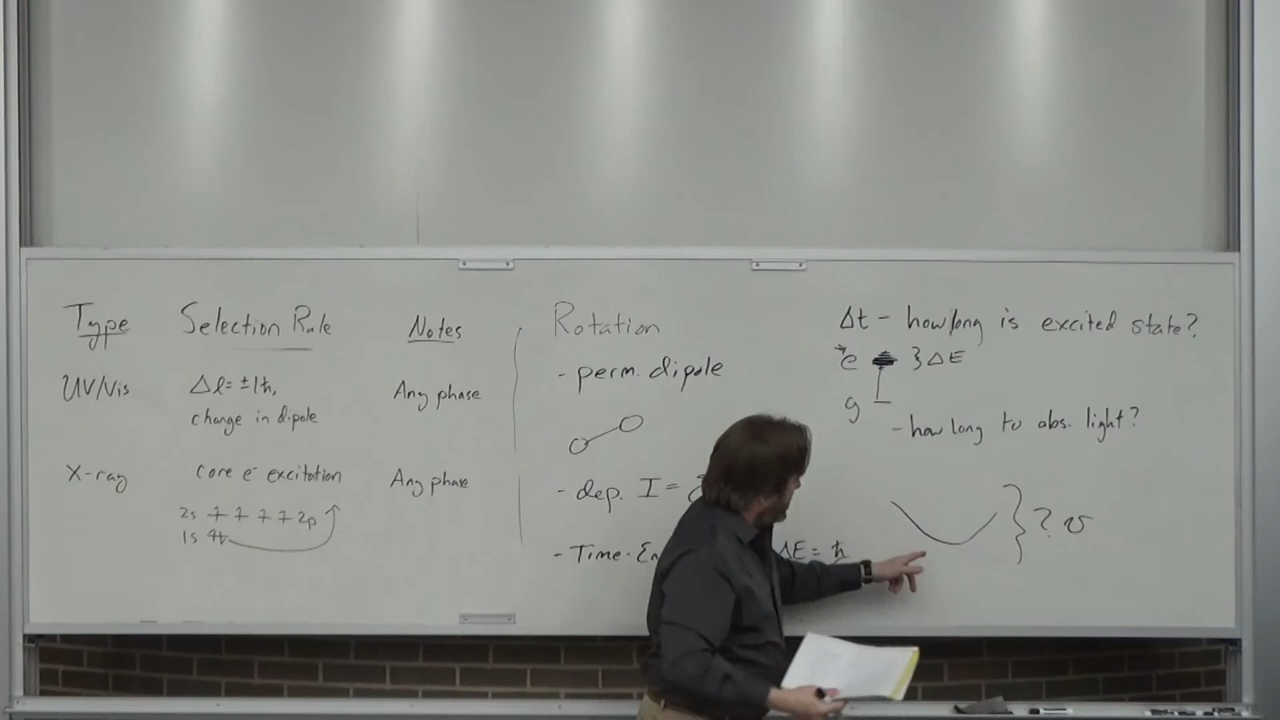 Type Selection Rule Notes
UV/Vis Δl = ±1ħ, Any phase
change in dipole
X-ray core e⁻ excitation Any phase
2s 2p
1s
Rotation
- perm. dipole
- dep. I =
- Time- ΔE = ħ
Δt - how long is excited state?
e } ΔE
g
- how long to abs. light?
} ? v